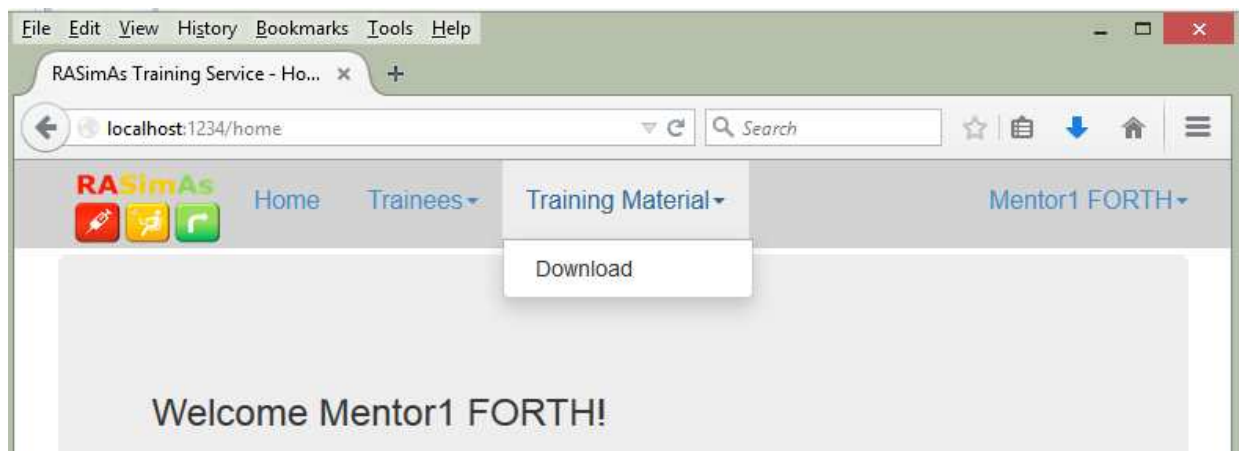 File Edit View History Bookmarks Tools Help
RASimAs Training Service - Ho...
localhost:1234/home Search
RASimAs
Home Trainees Training Material Mentor1 FORTH
Download
Welcome Mentor1 FORTH!